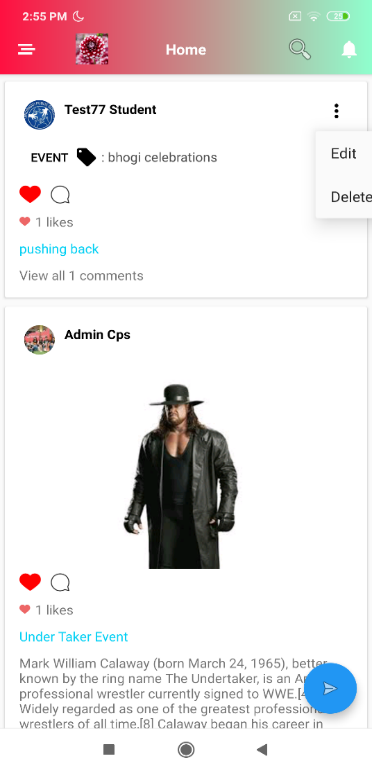 2:55 PM
Home
Test77 Student
EVENT : bhogi celebrations
Edit
Delete
1 likes
pushing back
View all 1 comments
Admin Cps
1 likes
Under Taker Event
Mark William Calaway (born March 24, 1965), better
known by the ring name The Undertaker, is an
professional wrestler currently signed to WWE.[
Widely regarded as one of the greatest
wrestlers of all time,[8] Calaway began his career in